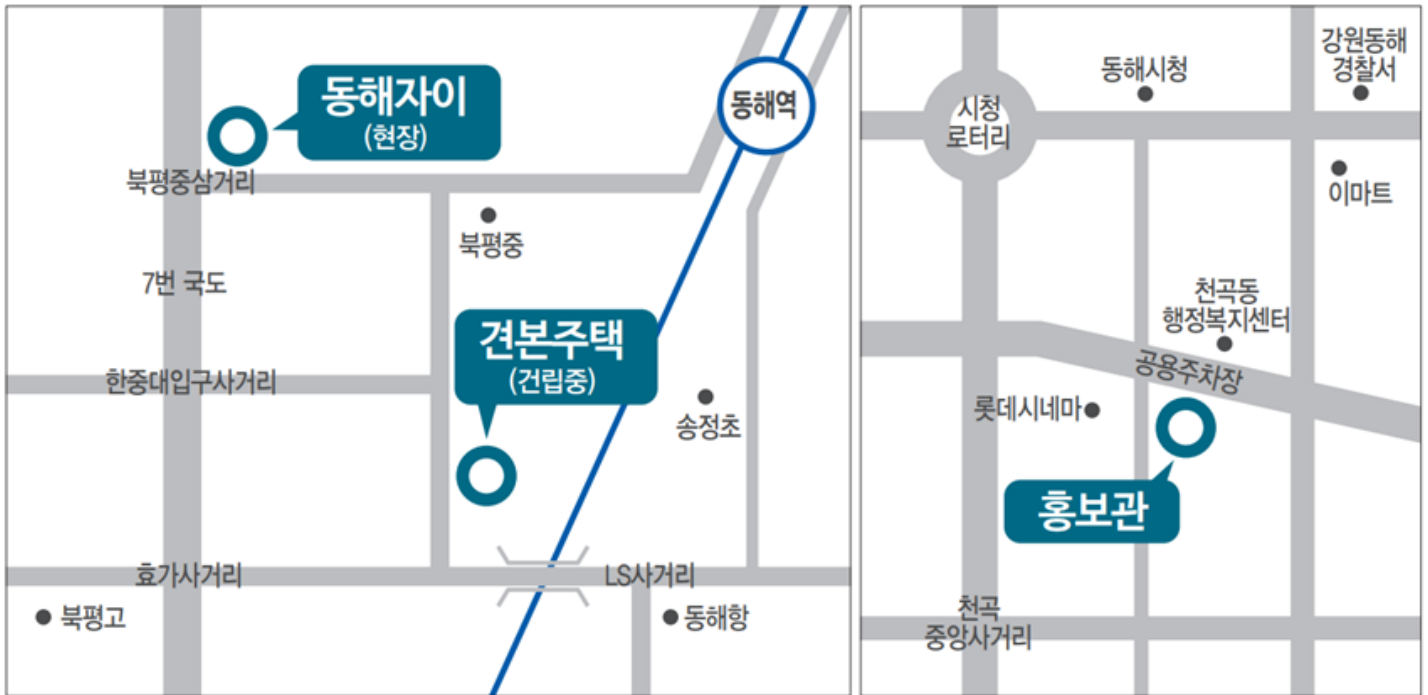 동해자이
(현장)
동해역
북평중삼거리
북평중
7번 국도
견본주택
(건립중)
한중대입구사거리
송정초
효가사거리
LS사거리
북평고
동해항
강원동해
경찰서
동해시청
시청
로터리
이마트
천곡동
행정복지센터
공용주차장
롯데시네마
홍보관
천곡
중앙사거리